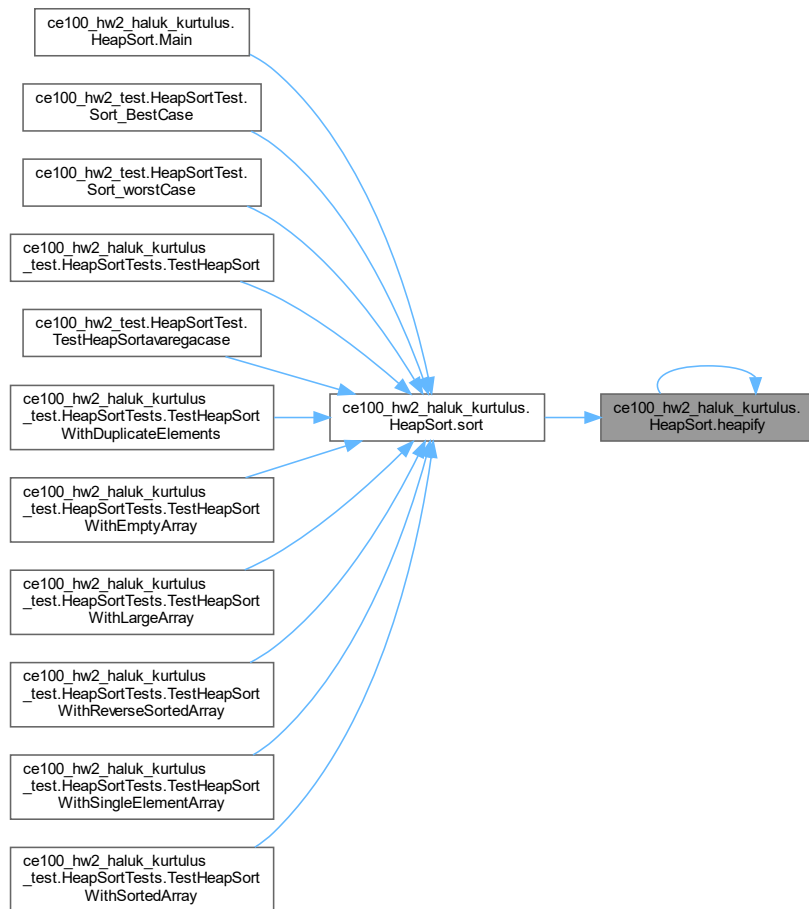 ce100_hw2_haluk_kurtulus.
HeapSort.Main
ce100_hw2_test.HeapSortTest.
Sort_BestCase
ce100_hw2_test.HeapSortTest.
Sort_worstCase
ce100_hw2_haluk_kurtulus
_test.HeapSortTests.TestHeapSort
ce100_hw2_test.HeapSortTest.
TestHeapSortavaregacase
ce100_hw2_haluk_kurtulus
_test.HeapSortTests.TestHeapSort
WithDuplicateElements
ce100_hw2_haluk_kurtulus
_test.HeapSortTests.TestHeapSort
WithEmptyArray
ce100_hw2_haluk_kurtulus
_test.HeapSortTests.TestHeapSort
WithLargeArray
ce100_hw2_haluk_kurtulus
_test.HeapSortTests.TestHeapSort
WithReverseSortedArray
ce100_hw2_haluk_kurtulus
_test.HeapSortTests.TestHeapSort
WithSingleElementArray
ce100_hw2_haluk_kurtulus
_test.HeapSortTests.TestHeapSort
WithSortedArray
ce100_hw2_haluk_kurtulus.
HeapSort.sort
ce100_hw2_haluk_kurtulus.
HeapSort.heapify